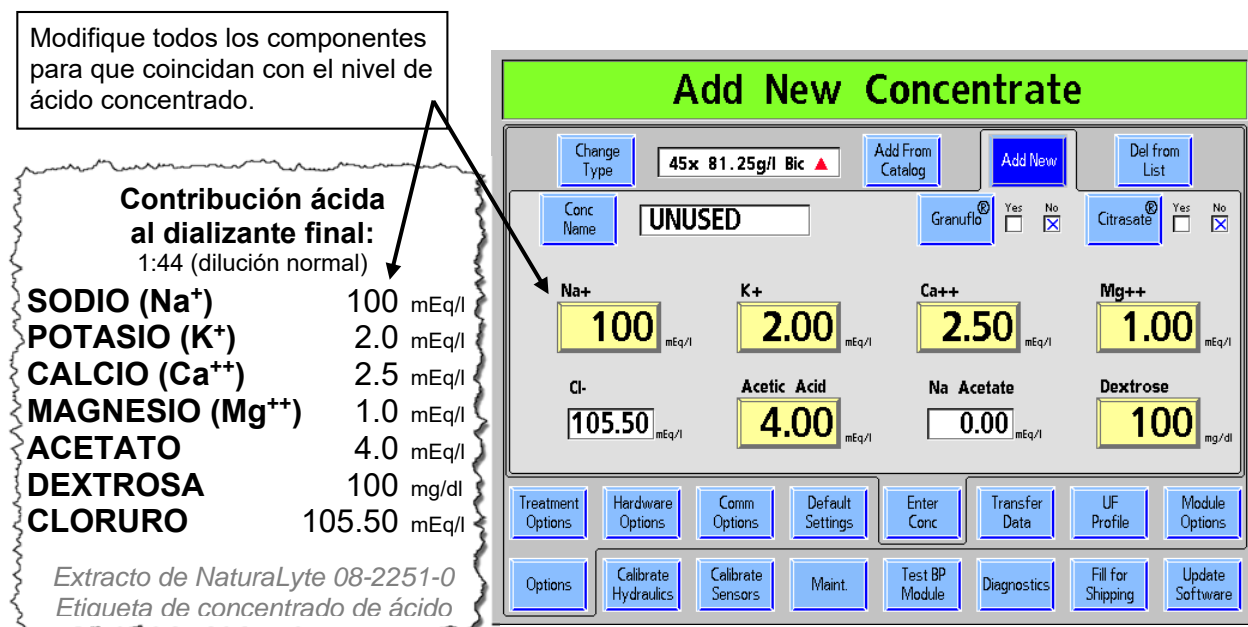 Modifique todos los componentes
para que coincidan con el nivel de
ácido concentrado.
Contribución ácida
al dializante final:
1:44 (dilución normal)
SODIO (Na⁺) 100 mEq/l
POTASIO (K⁺) 2.0 mEq/l
CALCIO (Ca⁺⁺) 2.5 mEq/l
MAGNESIO (Mg⁺⁺) 1.0 mEq/l
ACETATO 4.0 mEq/l
DEXTROSA 100 mg/dl
CLORURO 105.50 mEq/l
Extracto de NaturaLyte 08-2251-0
Etiqueta de concentrado de ácido
Add New Concentrate
Change
Type
45x 81.25g/l Bic ▲
Add From
Catalog
Add New
Del from
List
Conc
Name
UNUSED
Granuflo®
Yes No
Citrasate®
Yes No
Na+ K+ Ca++ Mg++
100 mEq/l 2.00 mEq/l 2.50 mEq/l 1.00 mEq/l
Cl- Acetic Acid Na Acetate Dextrose
105.50 mEq/l 4.00 mEq/l 0.00 mEq/l 100 mg/dl
Treatment
Options
Hardware
Options
Comm
Options
Default
Settings
Enter
Conc
Transfer
Data
UF
Profile
Module
Options
Options
Calibrate
Hydraulics
Calibrate
Sensors
Maint.
Test BP
Module
Diagnostics
Fill for
Shipping
Update
Software